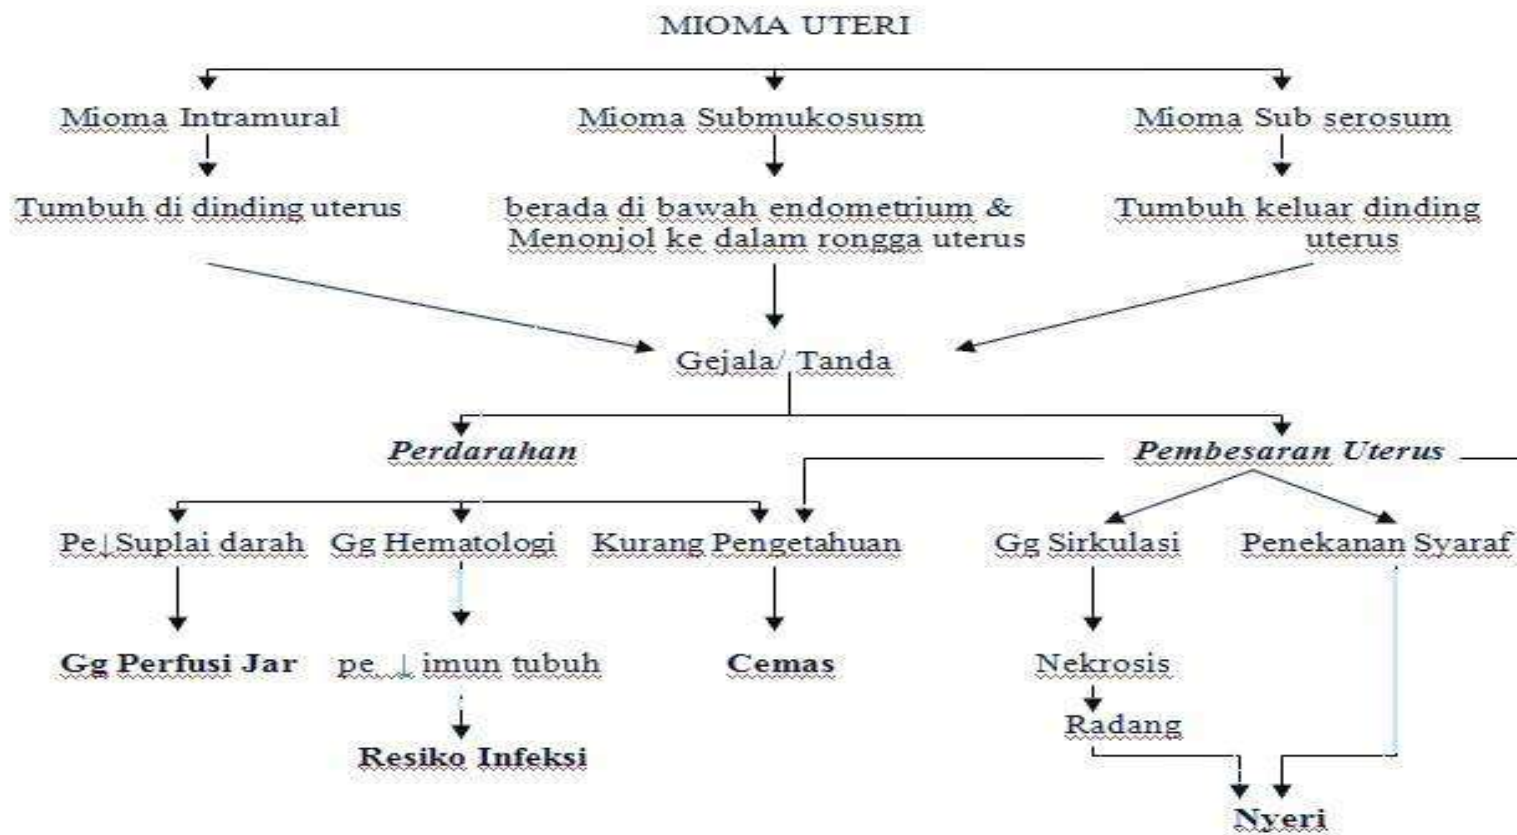 MIOMA UTERI
Mioma Intramural
Mioma Submukosusm
Mioma Sub serosum
Tumbuh di dinding uterus
berada di bawah endometrium &
Menonjol ke dalam rongga uterus
Tumbuh keluar dinding
uterus
Gejala/ Tanda
Perdarahan
Pembesaran Uterus
Pe↓Suplai darah
Gg Hematologi
Kurang Pengetahuan
Gg Sirkulasi
Penekanan Syaraf
Gg Perfusi Jar
pe. ↓ imun tubuh
Cemas
Nekrosis
Radang
Resiko Infeksi
Nyeri